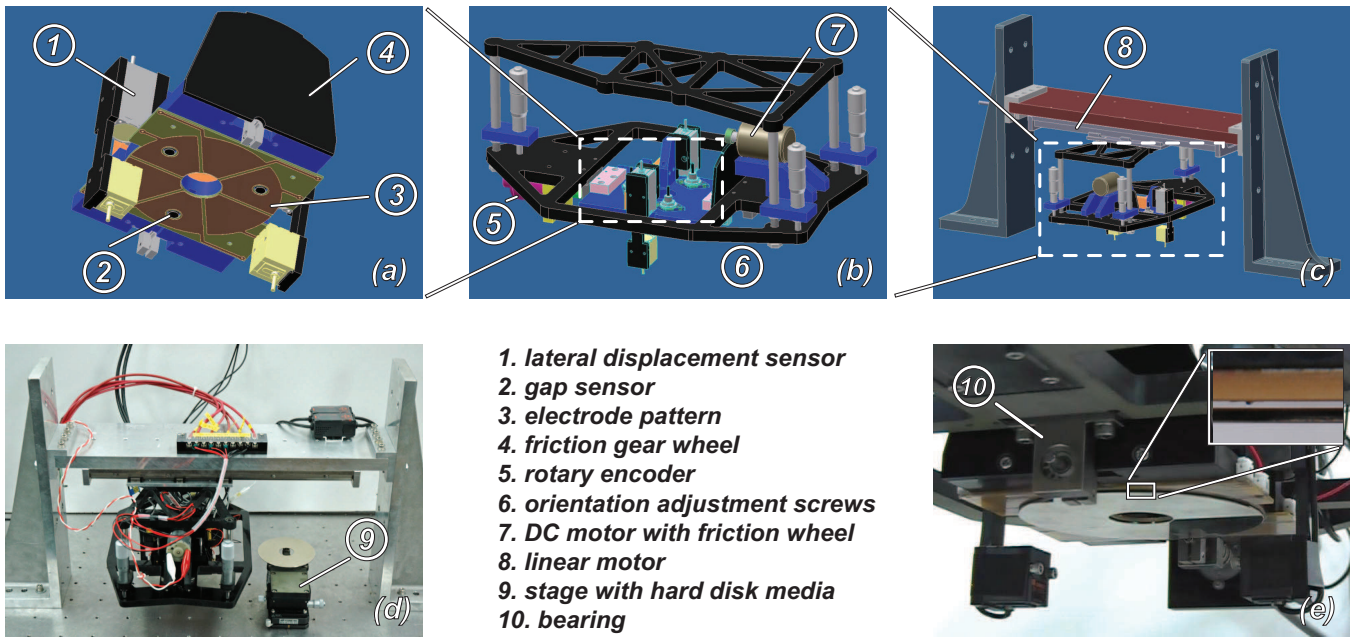 1
4
3
2
(a)
7
5
6
(b)
8
(c)
9
(d)
1. lateral displacement sensor
2. gap sensor
3. electrode pattern
4. friction gear wheel
5. rotary encoder
6. orientation adjustment screws
7. DC motor with friction wheel
8. linear motor
9. stage with hard disk media
10. bearing
10
(e)